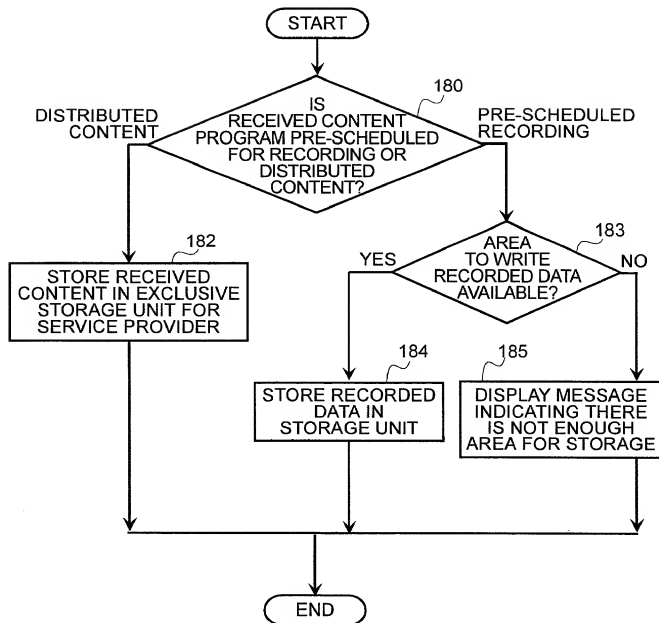 START
180
IS
RECEIVED CONTENT
PROGRAM PRE-SCHEDULED
FOR RECORDING OR
DISTRIBUTED
CONTENT?
DISTRIBUTED
CONTENT
PRE-SCHEDULED
RECORDING
182
STORE RECEIVED
CONTENT IN EXCLUSIVE
STORAGE UNIT FOR
SERVICE PROVIDER
183
AREA
TO WRITE
RECORDED DATA
AVAILABLE?
YES
NO
184
STORE RECORDED
DATA IN
STORAGE UNIT
185
DISPLAY MESSAGE
INDICATING THERE
IS NOT ENOUGH
AREA FOR STORAGE
END